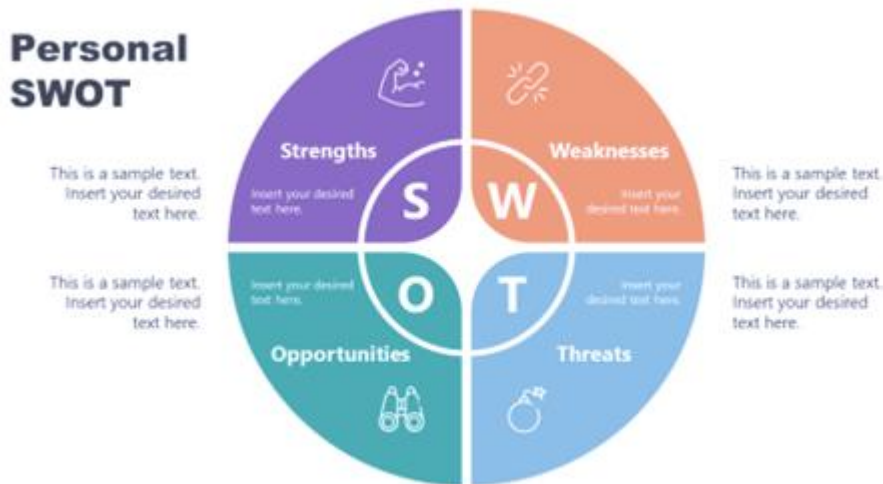 Personal
SWOT
Strengths
Weaknesses
This is a sample text.
Insert your desired
text here.
Insert your desired
text here.
S
W
Insert your
desired text here.
This is a sample text.
Insert your desired
text here.
This is a sample text.
Insert your desired
text here.
Insert your desired
text here.
O
T
Insert your
desired text here.
This is a sample text.
Insert your desired
text here.
Opportunities
Threats